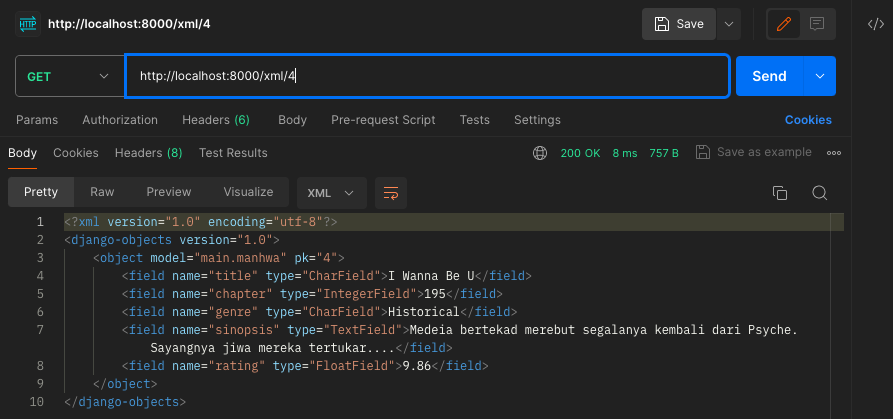 HTTP http://localhost:8000/xml/4 Save </>
GET http://localhost:8000/xml/4 Send
Params Authorization Headers (6) Body Pre-request Script Tests Settings Cookies
Body Cookies Headers (8) Test Results 200 OK 8 ms 757 B Save as example
Pretty Raw Preview Visualize XML
1 <?xml version="1.0" encoding="utf-8"?>
2 <django-objects version="1.0">
3 <object model="main.manhwa" pk="4">
4 <field name="title" type="CharField">I Wanna Be U</field>
5 <field name="chapter" type="IntegerField">195</field>
6 <field name="genre" type="CharField">Historical</field>
7 <field name="sinopsis" type="TextField">Medeia bertekad merebut segalanya kembali dari Psyche.
Sayangnya jiwa mereka tertukar....</field>
8 <field name="rating" type="FloatField">9.86</field>
9 </object>
10 </django-objects>